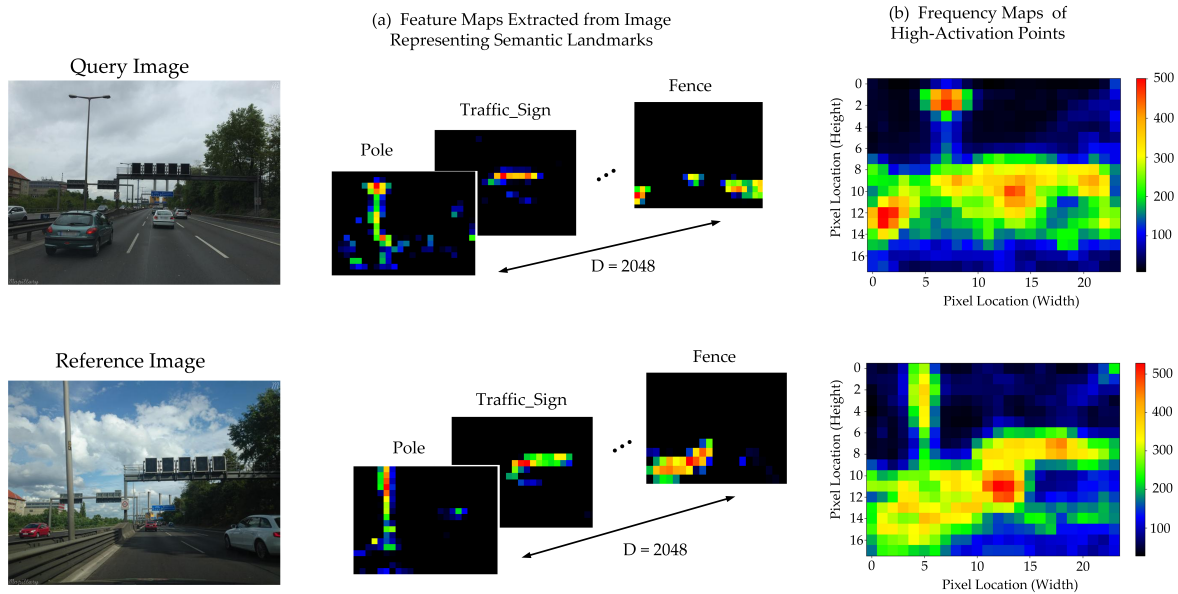 (a) Feature Maps Extracted from Image
Representing Semantic Landmarks
(b) Frequency Maps of
High-Activation Points
Query Image
Pole
Traffic_Sign
Fence
D = 2048
Mapillary
Pixel Location (Height)
0
2
4
6
8
10
12
14
16
0
5
10
15
20
Pixel Location (Width)
500
400
300
200
100
Reference Image
Pole
Traffic_Sign
Fence
D = 2048
Mapillary
Pixel Location (Height)
0
2
4
6
8
10
12
14
16
0
5
10
15
20
Pixel Location (Width)
500
400
300
200
100